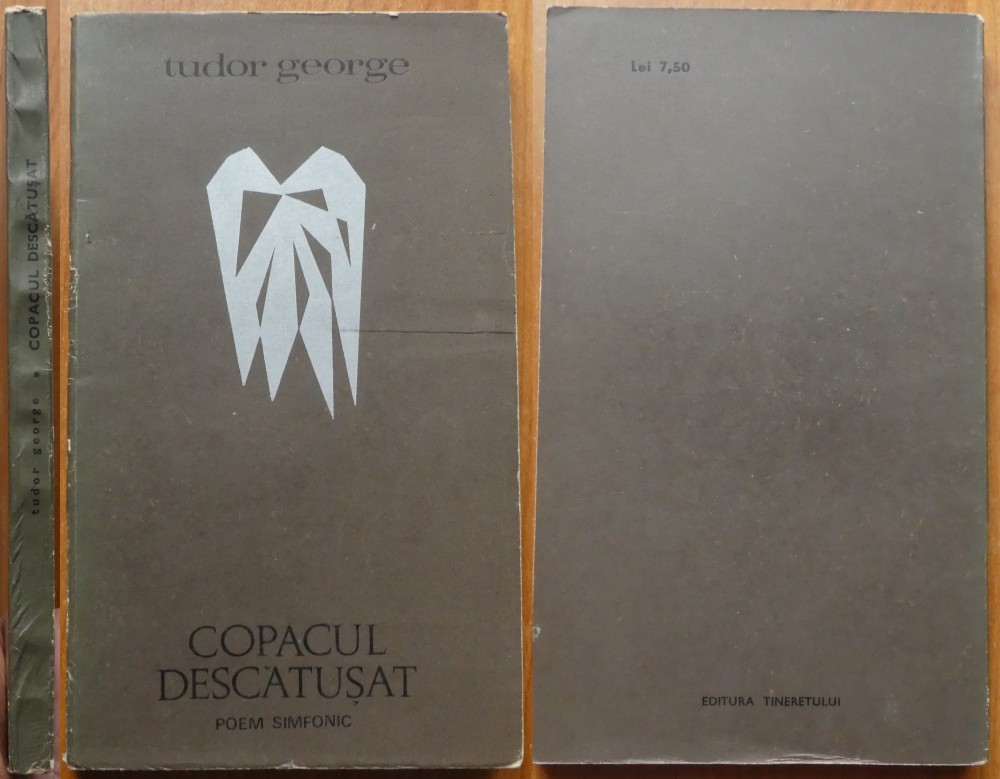 tudor george • COPACUL DESCĂTUȘAT
tudor george
COPACUL
DESCĂTUȘAT
POEM SIMFONIC
Lei 7,50
EDITURA TINERETULUI